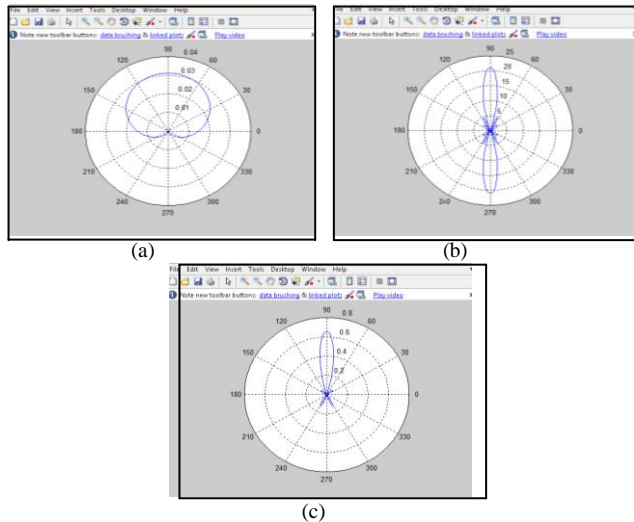 File Edit View Insert Tools Desktop Window Help
Note new toolbar buttons: data brushing & linked plots Play video
90 0.04
120 60
0.03
150 0.02 30
0.01
180 0
210 330
240 300
270
(a)
File Edit View Insert Tools Desktop Window Help
Note new toolbar buttons: data brushing & linked plots Play video
90 25
120 60
20
15
150 30
10
5
180 0
210 330
240 300
270
(b)
File Edit View Insert Tools Desktop Window Help
Note new toolbar buttons: data brushing & linked plots Play video
90 0.8
120 60
0.6
150 0.4 30
0.2
180 0
210 330
240 300
270
(c)